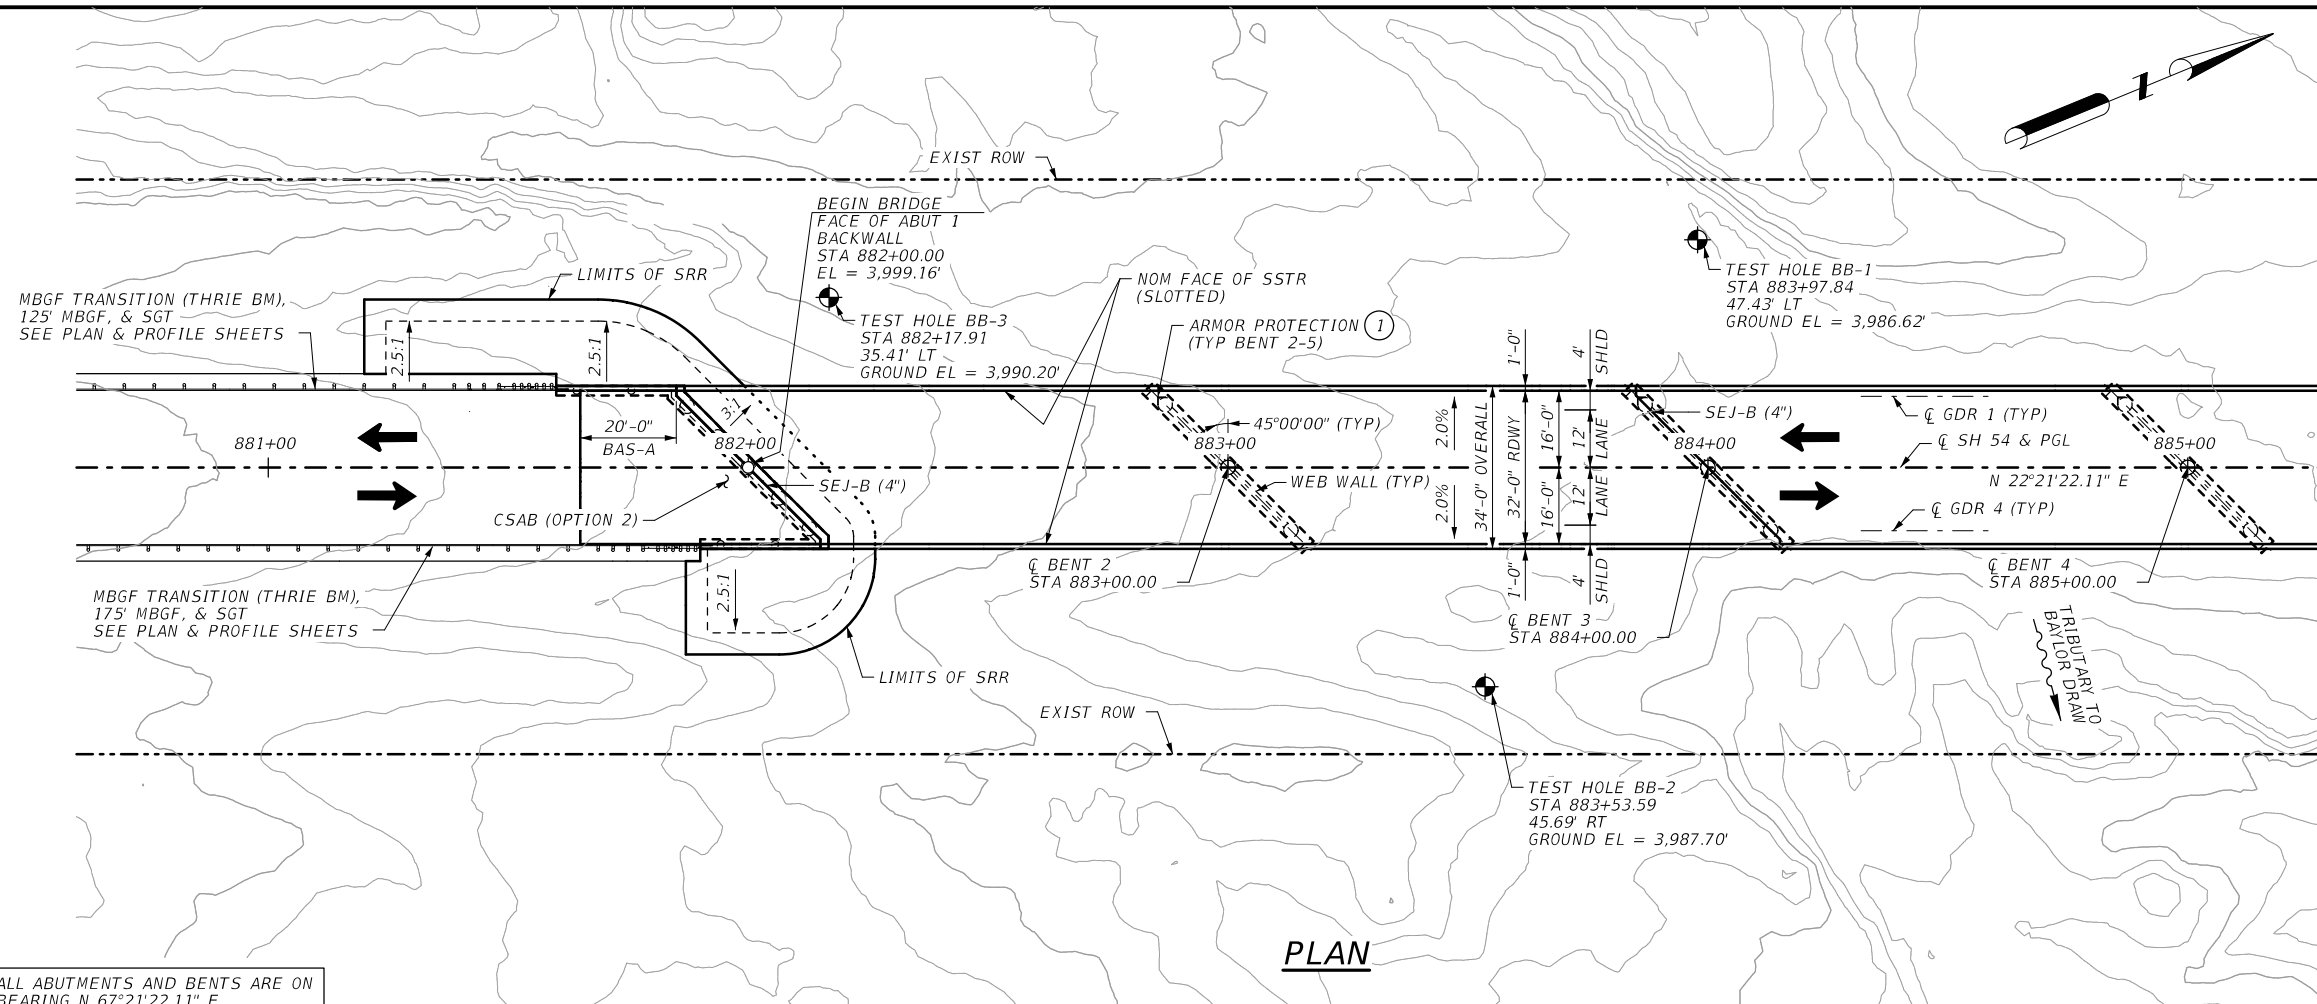 N
EXIST ROW
BEGIN BRIDGE
FACE OF ABUT 1
BACKWALL
STA 882+00.00
EL = 3,999.16'
LIMITS OF SRR
MBGF TRANSITION (THRIE BM),
125' MBGF, & SGT
SEE PLAN & PROFILE SHEETS
TEST HOLE BB-3
STA 882+17.91
35.41' LT
GROUND EL = 3,990.20'
NOM FACE OF SSTR
(SLOTTED)
ARMOR PROTECTION 1
(TYP BENT 2-5)
TEST HOLE BB-1
STA 883+97.84
47.43' LT
GROUND EL = 3,986.62'
2.5:1
2.5:1
3:1
1'-0"
4'
SHLD
20'-0"
BAS-A
881+00
882+00
883+00
884+00
885+00
45°00'00" (TYP)
2.0%
2.0%
34'-0" OVERALL
32'-0" RDWY
16'-0"
16'-0"
12'
LANE
12'
LANE
SEJ-B (4")
℄ GDR 1 (TYP)
℄ SH 54 & PGL
N 22°21'22.11" E
℄ GDR 4 (TYP)
SEJ-B (4")
WEB WALL (TYP)
CSAB (OPTION 2)
℄ BENT 2
STA 883+00.00
1'-0"
4'
SHLD
℄ BENT 3
STA 884+00.00
℄ BENT 4
STA 885+00.00
MBGF TRANSITION (THRIE BM),
175' MBGF, & SGT
SEE PLAN & PROFILE SHEETS
2.5:1
LIMITS OF SRR
TRIBUTARY TO
BAYLOR DRAW
EXIST ROW
TEST HOLE BB-2
STA 883+53.59
45.69' RT
GROUND EL = 3,987.70'
PLAN
ALL ABUTMENTS AND BENTS ARE ON
BEARING N 67°21'22.11" E